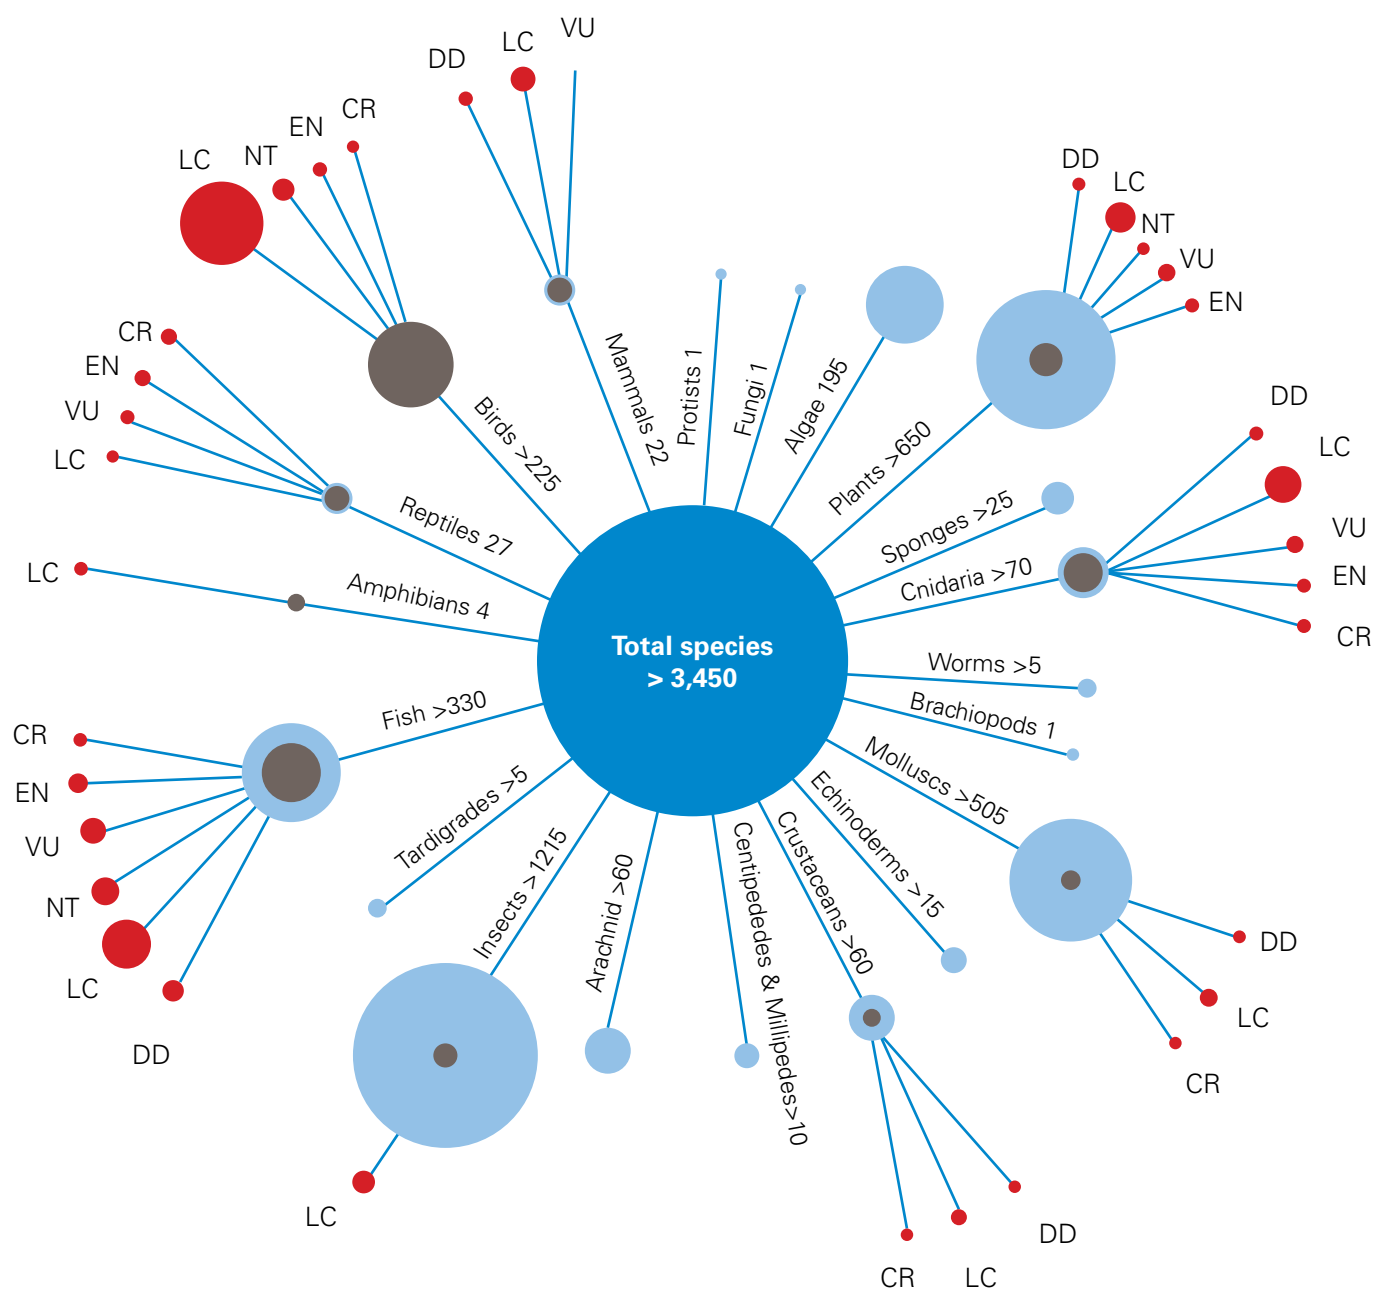 DD
LC
VU
LC
NT
EN
CR
Mammals 22
Birds >225
CR
EN
VU
LC
Reptiles 27
LC
Amphibians 4
Protists 1
Fungi 1
Algae 195
Plants >650
DD
LC
NT
VU
EN
Sponges >25
Cnidaria >70
DD
LC
VU
EN
CR
Total species
> 3,450
Worms >5
Brachiopods 1
Molluscs >505
DD
LC
CR
Echinoderms >15
Crustaceans >60
CR
LC
DD
Centipededes & Millipedes>10
Arachnid >60
Insects >1215
LC
Tardigrades >5
Fish >330
CR
EN
VU
NT
LC
DD